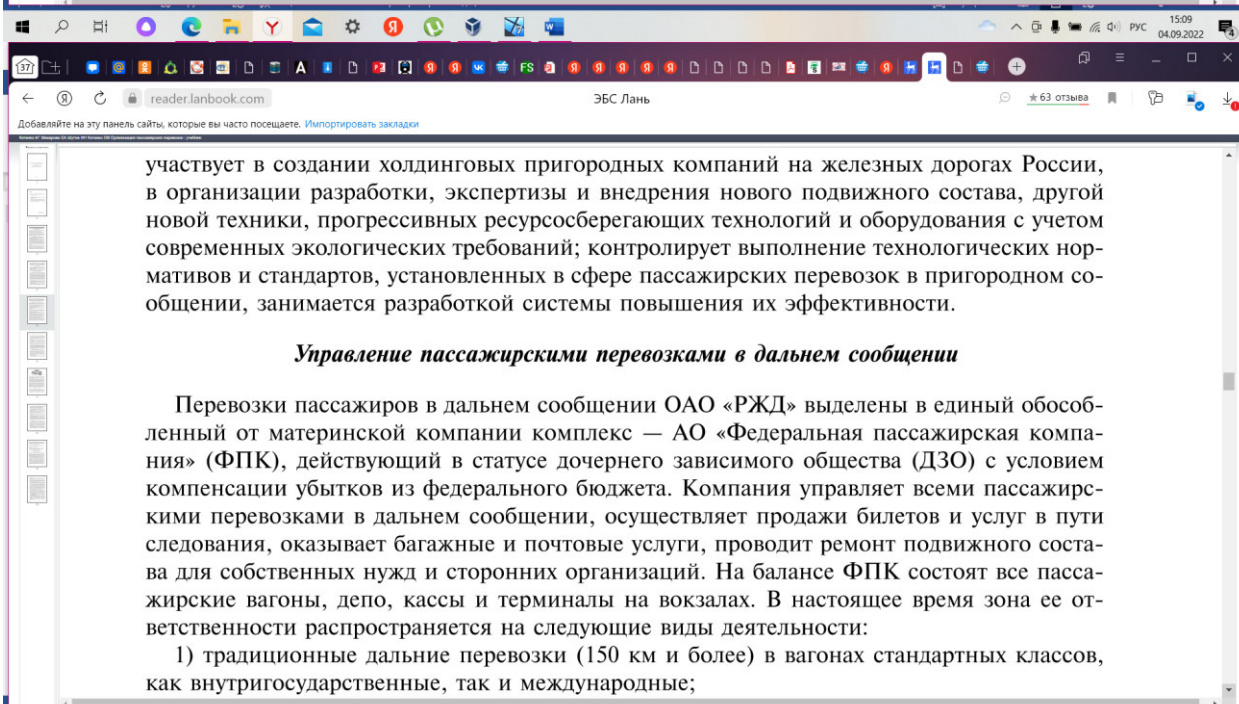 РУС
15:09
04.09.2022
37
reader.lanbook.com
ЭБС Лань
63 отзыва
Добавляйте на эту панель сайты, которые вы часто посещаете. Импортировать закладки
участвует в создании холдинговых пригородных компаний на железных дорогах России,
в организации разработки, экспертизы и внедрения нового подвижного состава, другой
новой техники, прогрессивных ресурсосберегающих технологий и оборудования с учетом
современных экологических требований; контролирует выполнение технологических нор-
мативов и стандартов, установленных в сфере пассажирских перевозок в пригородном со-
общении, занимается разработкой системы повышения их эффективности.
Управление пассажирскими перевозками в дальнем сообщении
Перевозки пассажиров в дальнем сообщении ОАО «РЖД» выделены в единый обособ-
ленный от материнской компании комплекс — АО «Федеральная пассажирская компа-
ния» (ФПК), действующий в статусе дочернего зависимого общества (ДЗО) с условием
компенсации убытков из федерального бюджета. Компания управляет всеми пассажирс-
кими перевозками в дальнем сообщении, осуществляет продажи билетов и услуг в пути
следования, оказывает багажные и почтовые услуги, проводит ремонт подвижного соста-
ва для собственных нужд и сторонних организаций. На балансе ФПК состоят все пасса-
жирские вагоны, депо, кассы и терминалы на вокзалах. В настоящее время зона ее от-
ветственности распространяется на следующие виды деятельности:
1) традиционные дальние перевозки (150 км и более) в вагонах стандартных классов,
как внутригосударственные, так и международные;